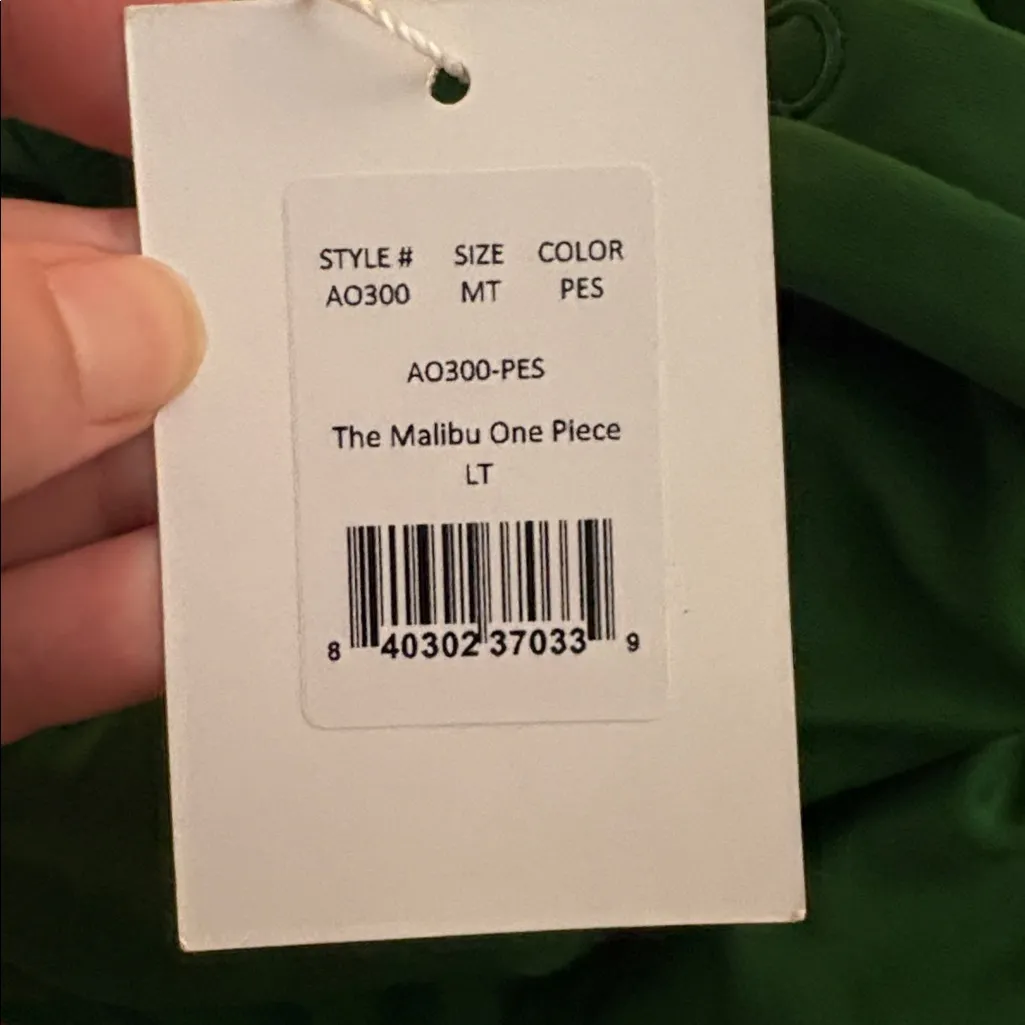 STYLE # SIZE COLOR
AO300 MT PES
AO300-PES
The Malibu One Piece
LT
8 40302 37033 9